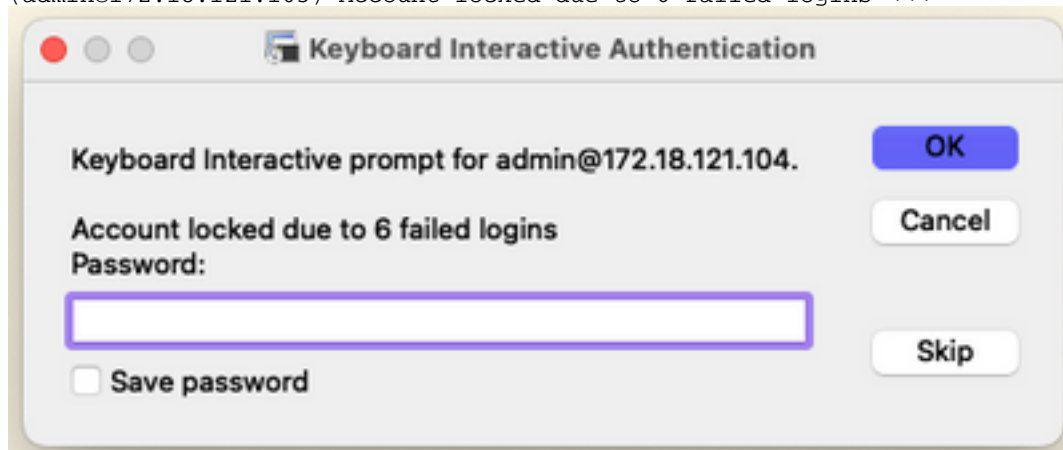 Keyboard Interactive Authentication
Keyboard Interactive prompt for admin@172.18.121.104.
OK
Account locked due to 6 failed logins
Cancel
Password:
Skip
Save password